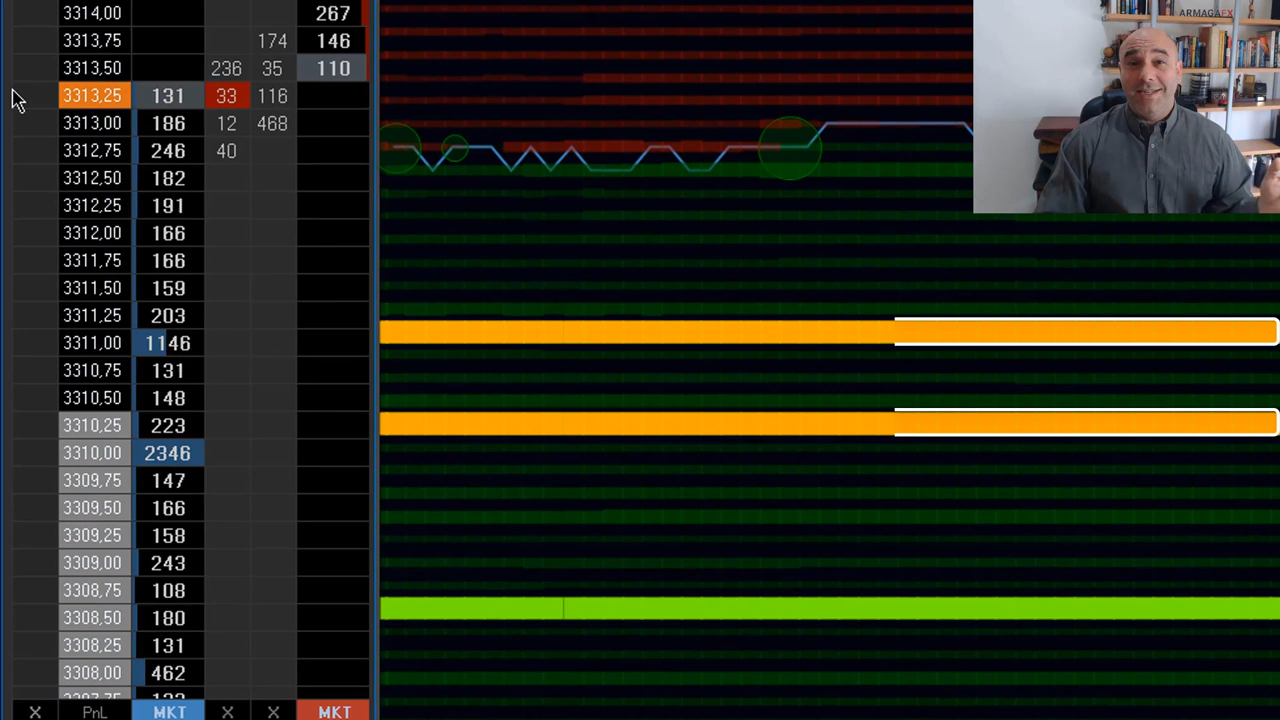 3314,00 267
3313,75 174 146
3313,50 236 35 110
3313,25 131 33 116
3313,00 186 12 468
3312,75 246 40
3312,50 182
3312,25 191
3312,00 166
3311,75 166
3311,50 159
3311,25 203
3311,00 1146
3310,75 131
3310,50 148
3310,25 223
3310,00 2346
3309,75 147
3309,50 166
3309,25 158
3309,00 243
3308,75 108
3308,50 180
3308,25 131
3308,00 462
X PnL MKT X X MKT
ARMAGAEX